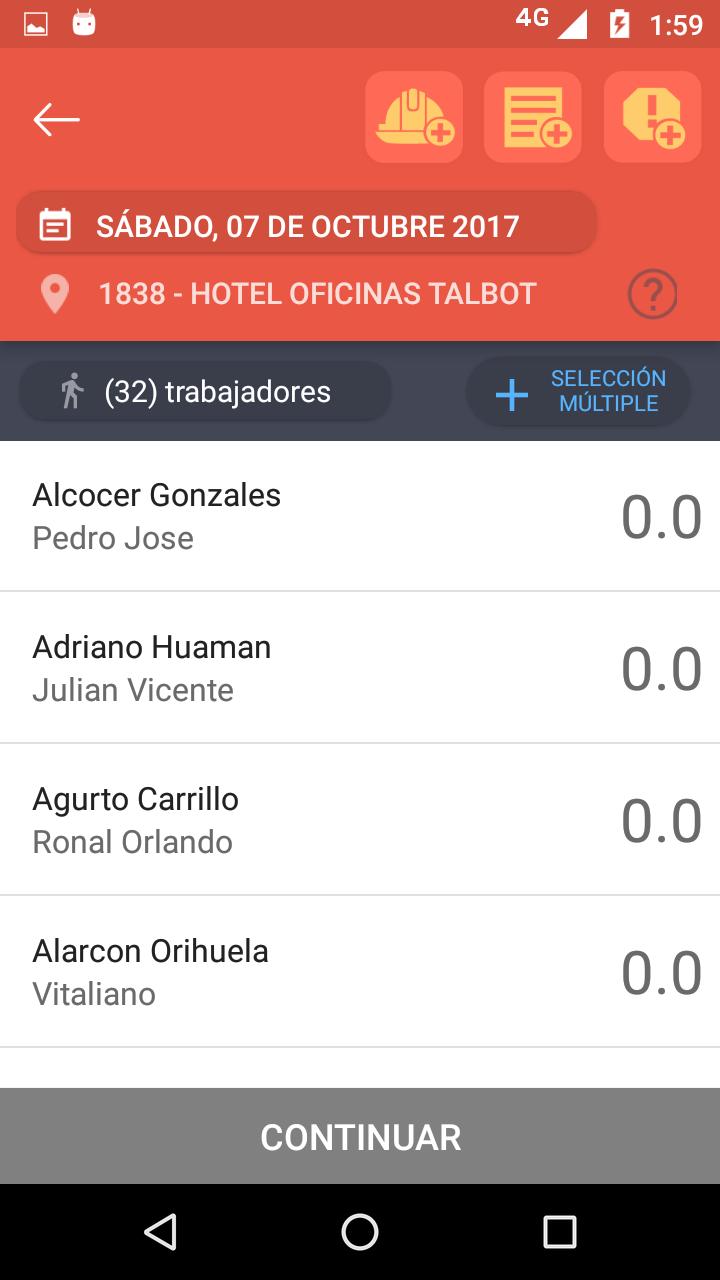 4G 1:59
SÁBADO, 07 DE OCTUBRE 2017
1838 - HOTEL OFICINAS TALBOT
?
(32) trabajadores
SELECCIÓN
MÚLTIPLE
Alcocer Gonzales
Pedro Jose
0.0
Adriano Huaman
Julian Vicente
0.0
Agurto Carrillo
Ronal Orlando
0.0
Alarcon Orihuela
Vitaliano
0.0
CONTINUAR